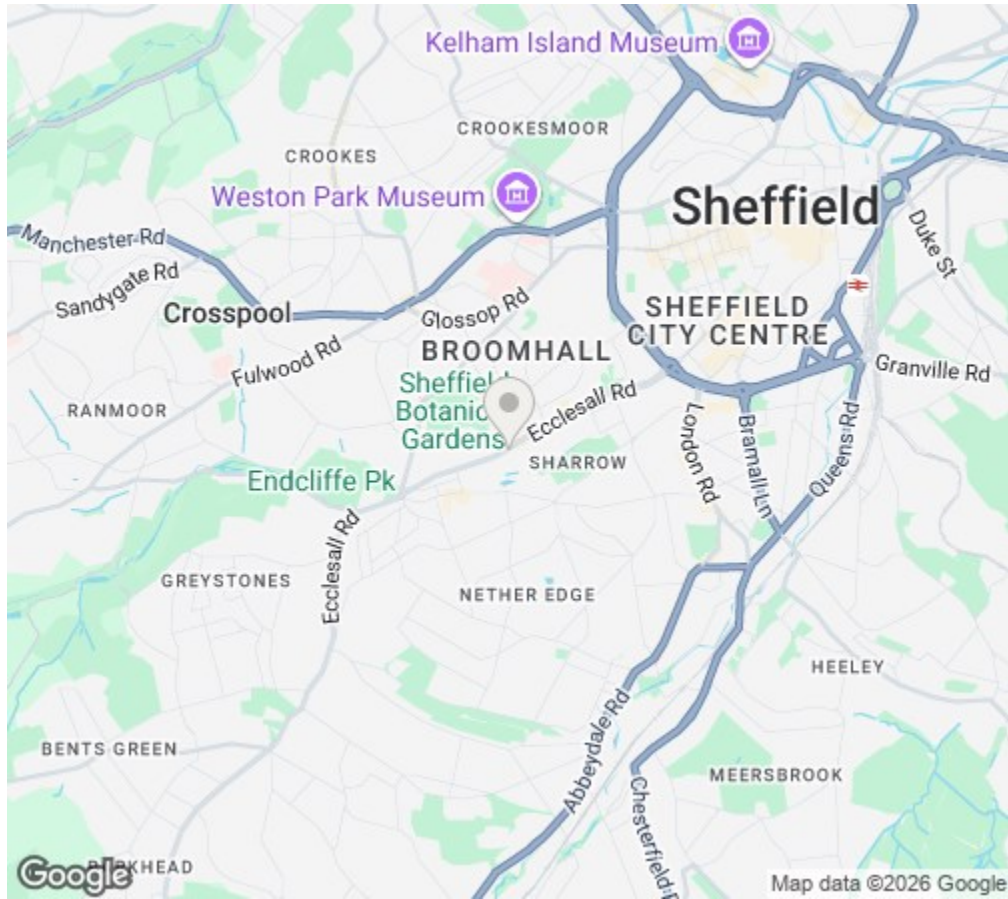 Kelham Island Museum
CROOKESMOOR
CROOKES
Weston Park Museum
Sheffield
Manchester Rd
Duke St
Sandygate Rd
Crosspool
Glossop Rd
SHEFFIELD
CITY CENTRE
Fulwood Rd
BROOMHALL
Granville Rd
Sheffield
Botanic
Gardens
Ecclesall Rd
RANMOOR
London Rd
Bramall Ln
Queens Rd
SHARROW
Endcliffe Pk
Ecclesall Rd
GREYSTONES
NETHER EDGE
HEELEY
Abbeydale Rd
BENTS GREEN
MEERSBROOK
Chesterfield
HEAD
Google
Map data ©2026 Google